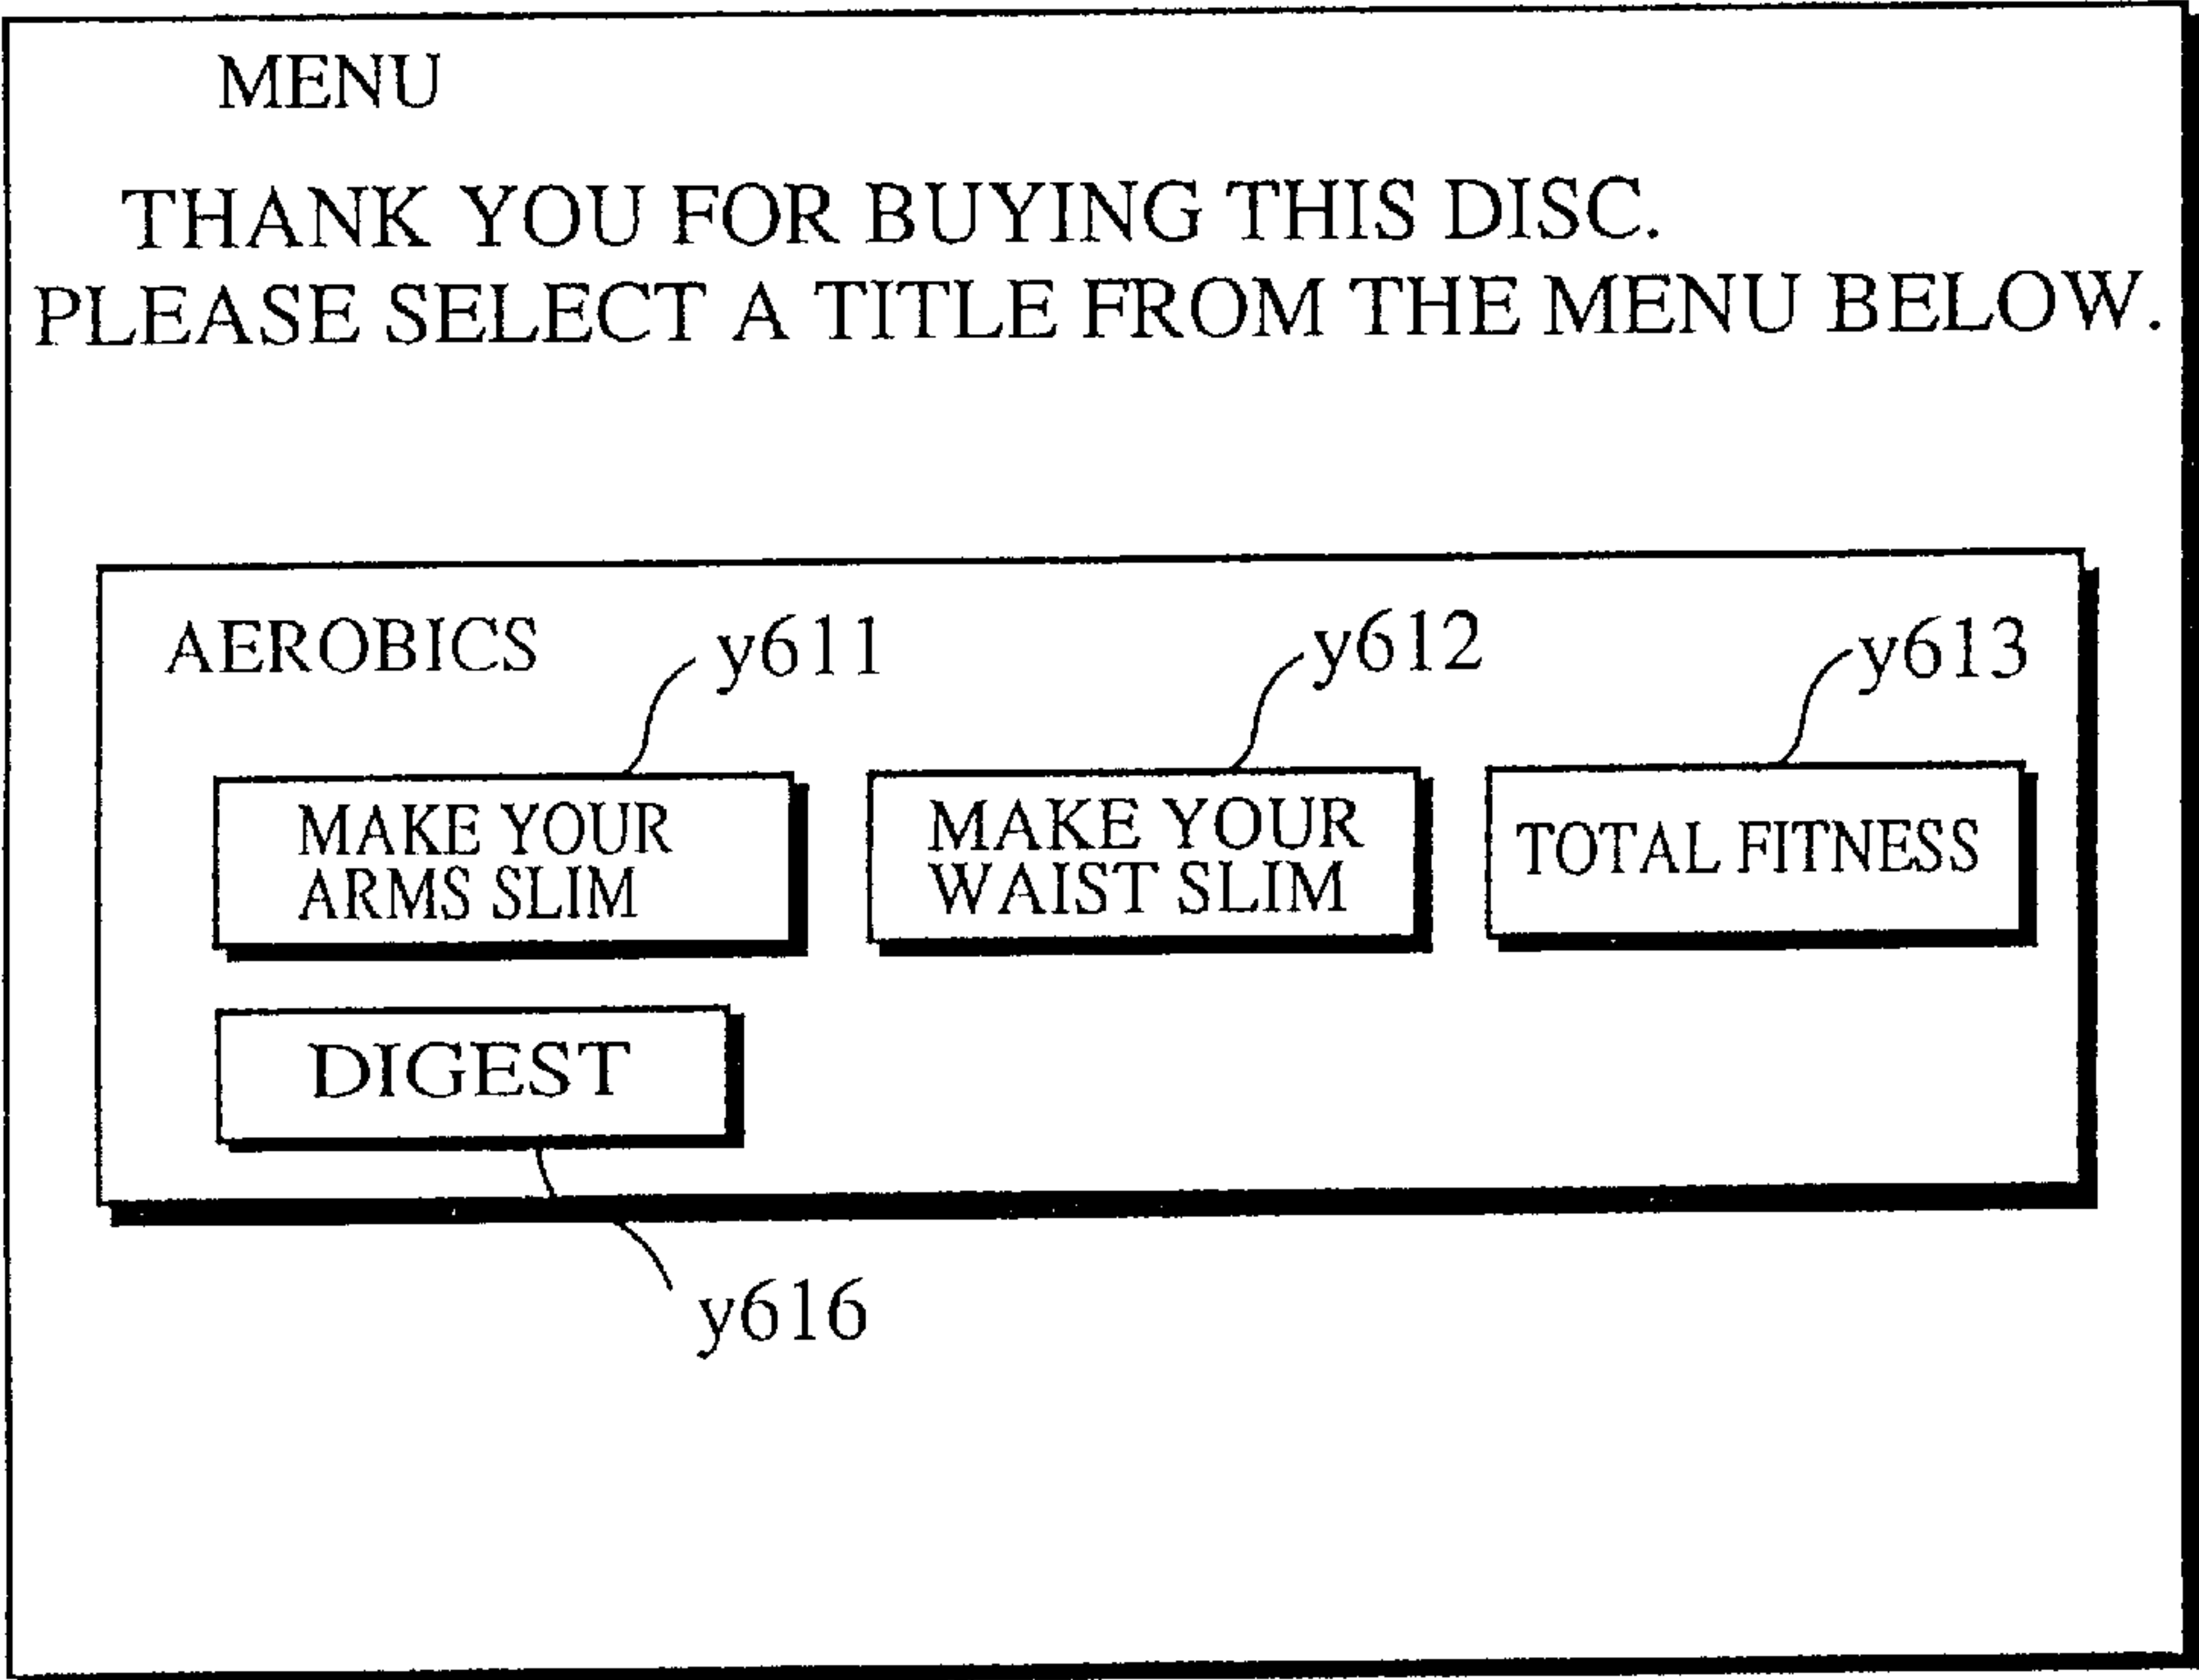 MENU
THANK YOU FOR BUYING THIS DISC.
PLEASE SELECT A TITLE FROM THE MENU BELOW.
AEROBICS
y611
y612
y613
MAKE YOUR
ARMS SLIM
MAKE YOUR
WAIST SLIM
TOTAL FITNESS
DIGEST
y616